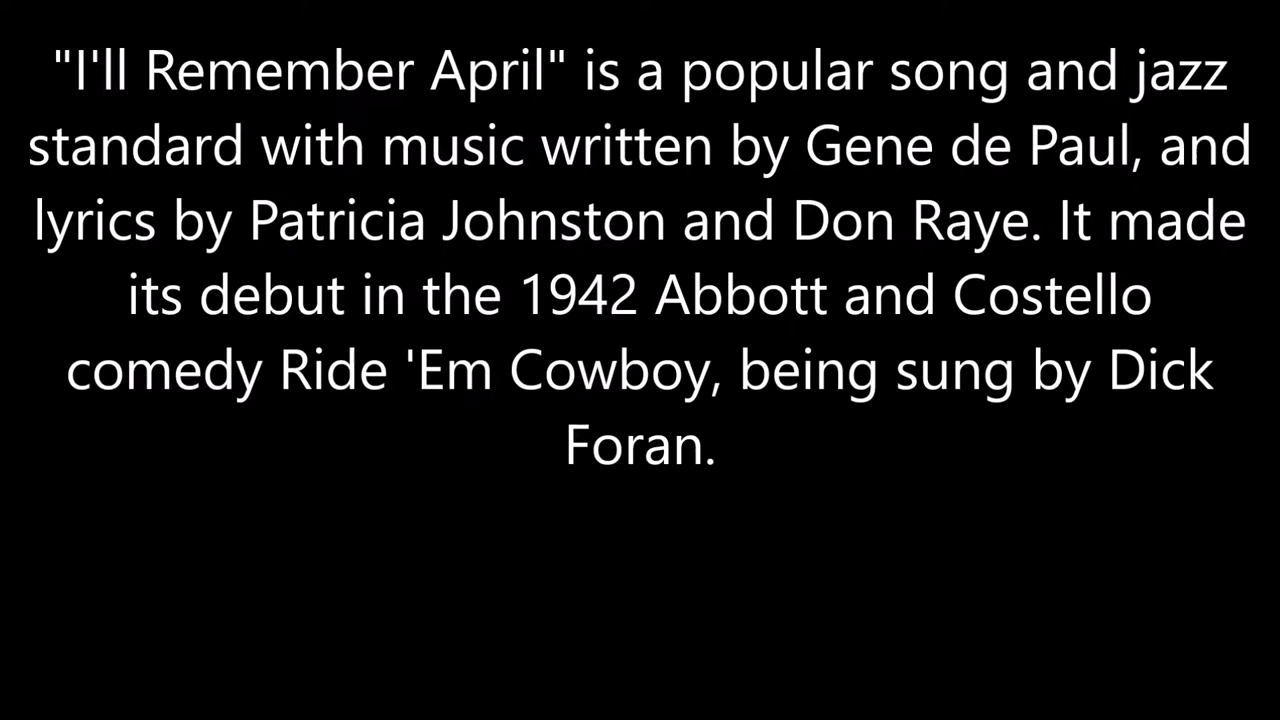 "I'll Remember April" is a popular song and jazz
standard with music written by Gene de Paul, and
lyrics by Patricia Johnston and Don Raye. It made
its debut in the 1942 Abbott and Costello
comedy Ride 'Em Cowboy, being sung by Dick
Foran.